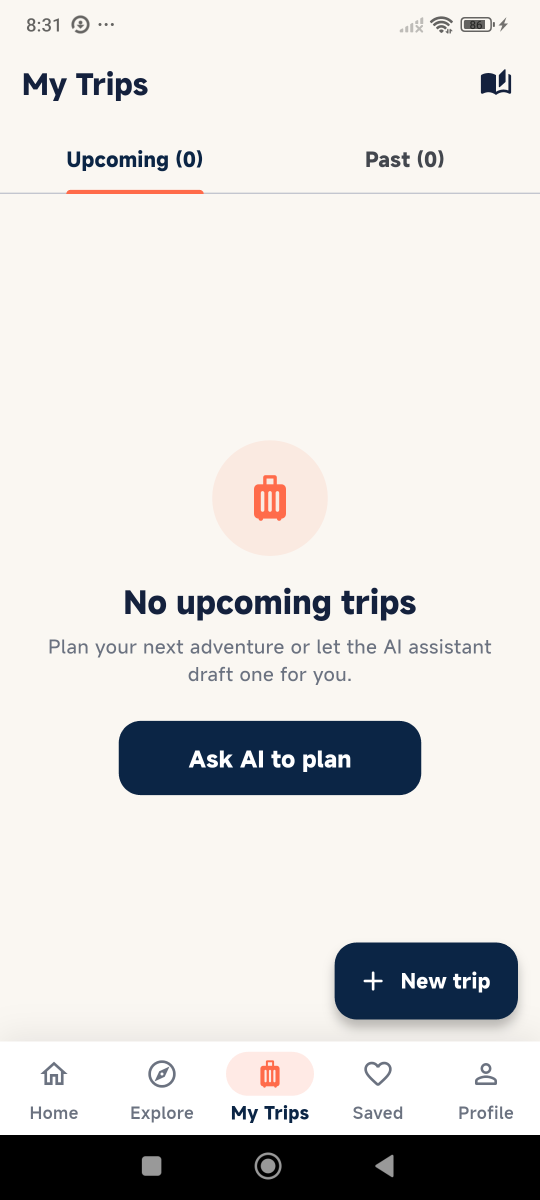 8:31
86
My Trips
Upcoming (0)
Past (0)
No upcoming trips
Plan your next adventure or let the AI assistant
draft one for you.
Ask AI to plan
+ New trip
Home
Explore
My Trips
Saved
Profile